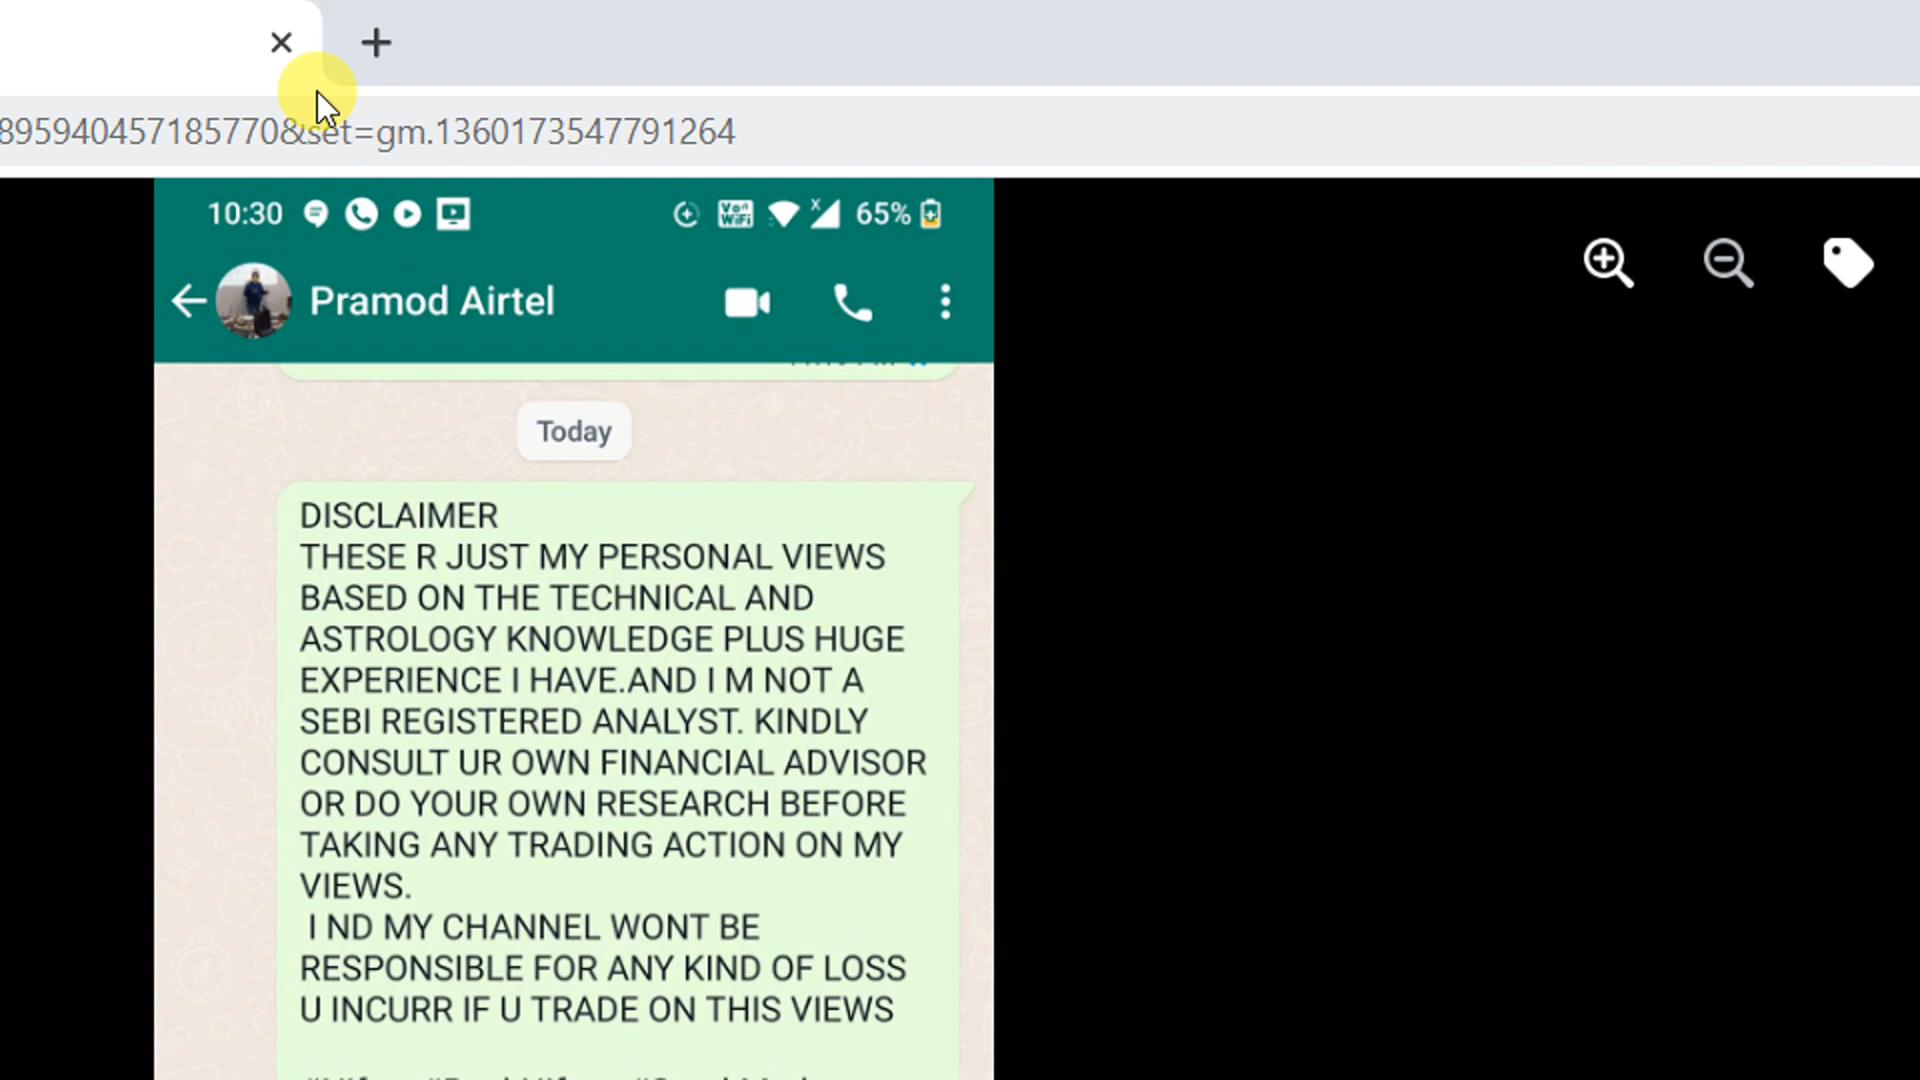 895940457185770&set=gm.1360173547791264
10:30
Vo WiFi
65%
Pramod Airtel
Today
DISCLAIMER
THESE R JUST MY PERSONAL VIEWS
BASED ON THE TECHNICAL AND
ASTROLOGY KNOWLEDGE PLUS HUGE
EXPERIENCE I HAVE.AND I M NOT A
SEBI REGISTERED ANALYST. KINDLY
CONSULT UR OWN FINANCIAL ADVISOR
OR DO YOUR OWN RESEARCH BEFORE
TAKING ANY TRADING ACTION ON MY
VIEWS.
I ND MY CHANNEL WONT BE
RESPONSIBLE FOR ANY KIND OF LOSS
U INCURR IF U TRADE ON THIS VIEWS